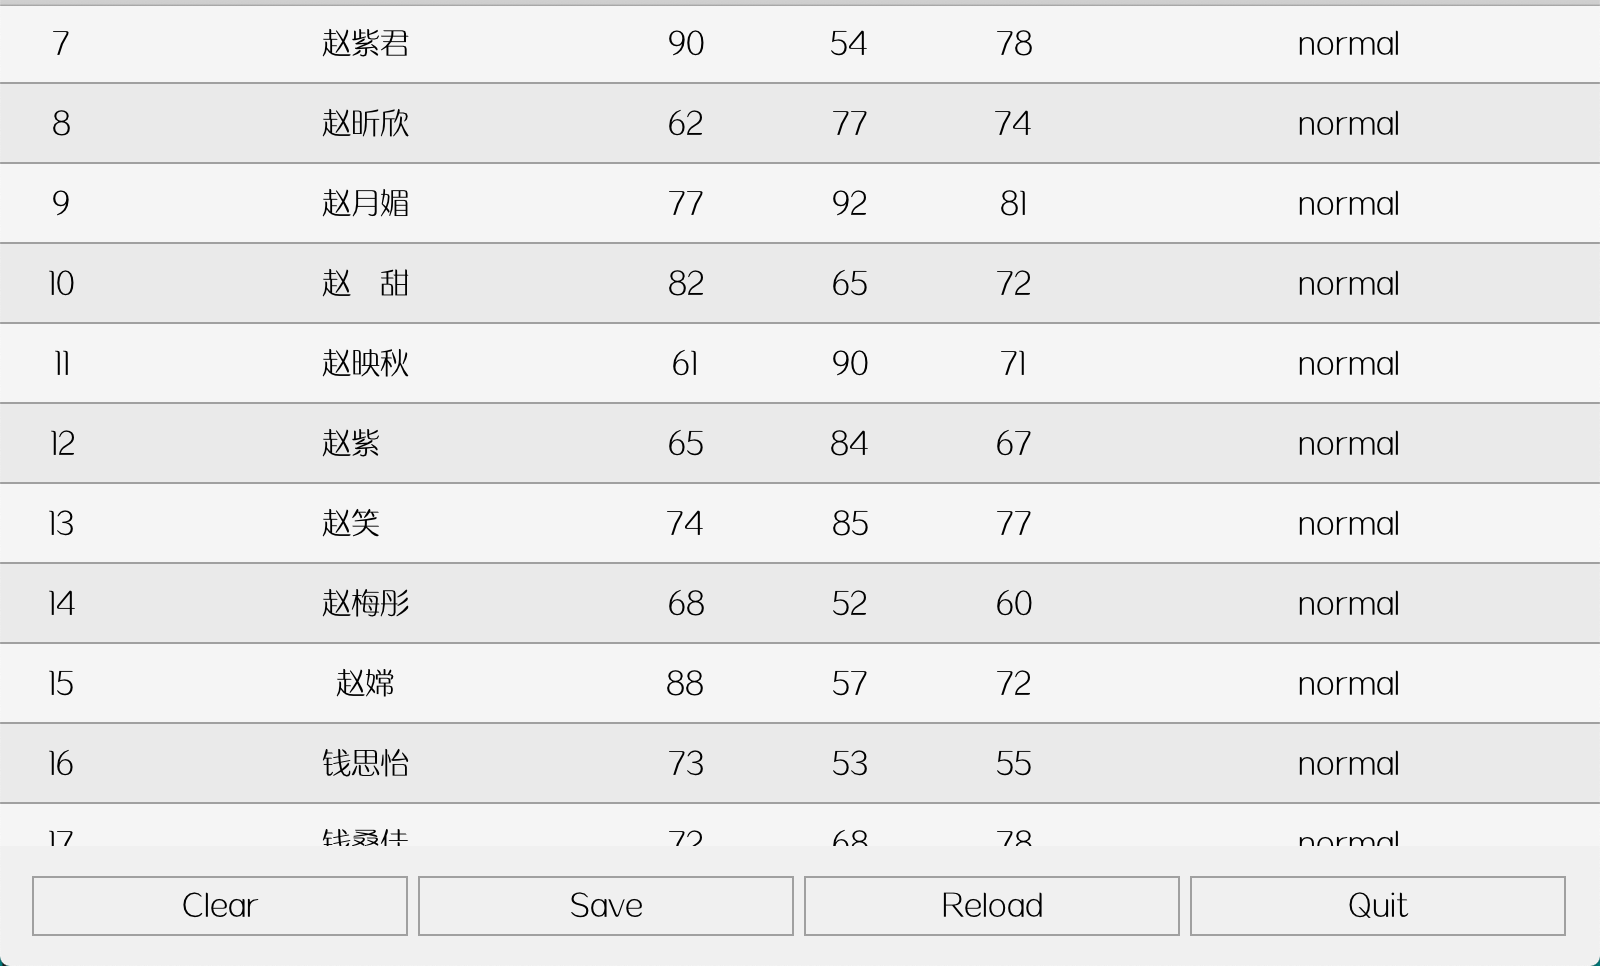 7 赵紫君 90 54 78 normal
8 赵昕欣 62 77 74 normal
9 赵月媚 77 92 81 normal
10 赵　甜 82 65 72 normal
11 赵映秋 61 90 71 normal
12 赵紫 65 84 67 normal
13 赵笑 74 85 77 normal
14 赵梅彤 68 52 60 normal
15 赵嫦 88 57 72 normal
16 钱思怡 73 53 55 normal
17 钱桑佳 72 68 78 normal
Clear Save Reload Quit